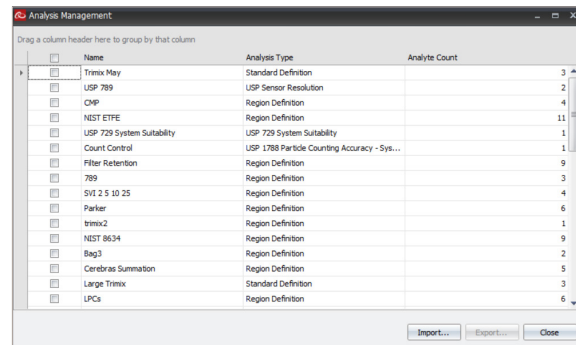 Analysis Management
Drag a column header here to group by that column
Name Analysis Type Analyte Count
Trimix May Standard Definition 3
USP 789 USP Sensor Resolution 2
CMP Region Definition 4
NIST ETFE Region Definition 11
USP 729 System Suitability USP 729 System Suitability 1
Count Control USP 1788 Particle Counting Accuracy - Sys... 1
Filter Retention Region Definition 9
789 Region Definition 3
SVI 2 5 10 25 Region Definition 4
Parker Region Definition 6
trimix2 Region Definition 1
NIST 8634 Region Definition 9
Bag3 Region Definition 2
Cerebras Summation Region Definition 5
Large Trimix Standard Definition 3
LPCs Region Definition 6
Import... Export... Close